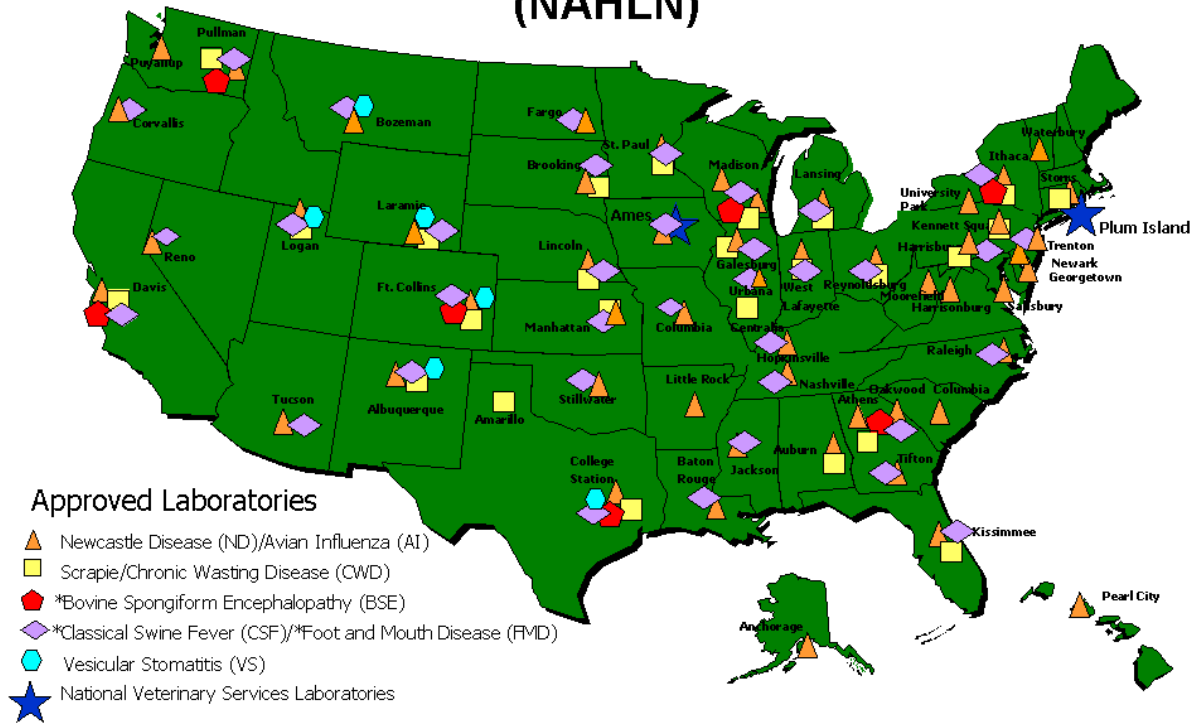 (NAHLN)
Pullman
Puyallup
Corvallis
Bozeman
Fargo
St. Paul
Brooking
Madison
Lansing
Waterbury
Ithaca
Storrs
University
Park
Kennett Squ
Plum Island
Laramie
Ames
Logan
Reno
Lincoln
Galesburg
Harrisbu
Trenton
Newark
Georgetown
Davis
Ft. Collins
Urbana
West
Lafayette
Reynoldsburg
Moorefield
Harrisonburg
Salisbury
Manhattan
Columbia
Centralia
Hopkinsville
Raleigh
Tucson
Albuquerque
Amarillo
Stillwater
Little Rock
Nashville
Athens
Oakwood
Columbia
College
Station
Baton
Rouge
Jackson
Auburn
Tifton
Kissimmee
Anchorage
Pearl City
Approved Laboratories
Newcastle Disease (ND)/Avian Influenza (AI)
Scrapie/Chronic Wasting Disease (CWD)
*Bovine Spongiform Encephalopathy (BSE)
*Classical Swine Fever (CSF)/*Foot and Mouth Disease (FMD)
Vesicular Stomatitis (VS)
National Veterinary Services Laboratories